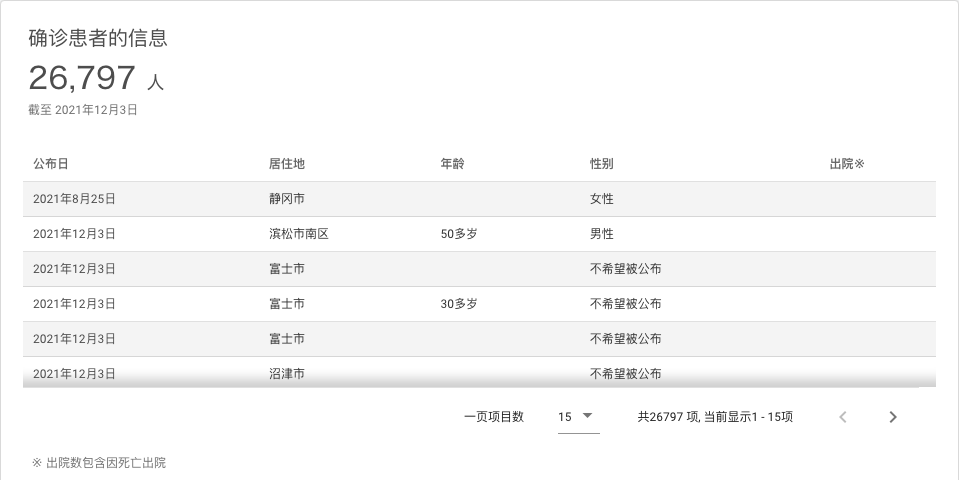 确诊患者的信息
26,797 人
截至 2021年12月3日
公布日 居住地 年龄 性别 出院※
2021年8月25日 静冈市 女性
2021年12月3日 滨松市南区 50多岁 男性
2021年12月3日 富士市 不希望被公布
2021年12月3日 富士市 30多岁 不希望被公布
2021年12月3日 富士市 不希望被公布
2021年12月3日 沼津市 不希望被公布
一页项目数 15 共26797 项, 当前显示1 - 15项
※ 出院数包含因死亡出院